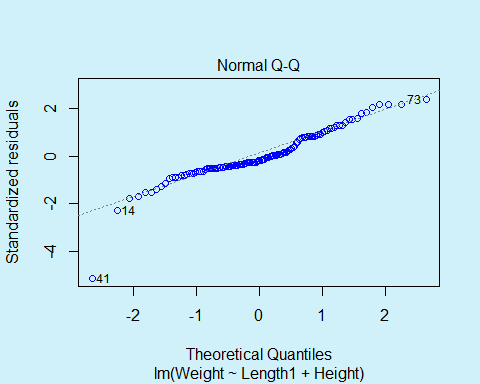 Normal Q-Q
Standardized residuals
2
0
-2
-4
73
14
41
-2 -1 0 1 2
Theoretical Quantiles
lm(Weight ~ Length1 + Height)